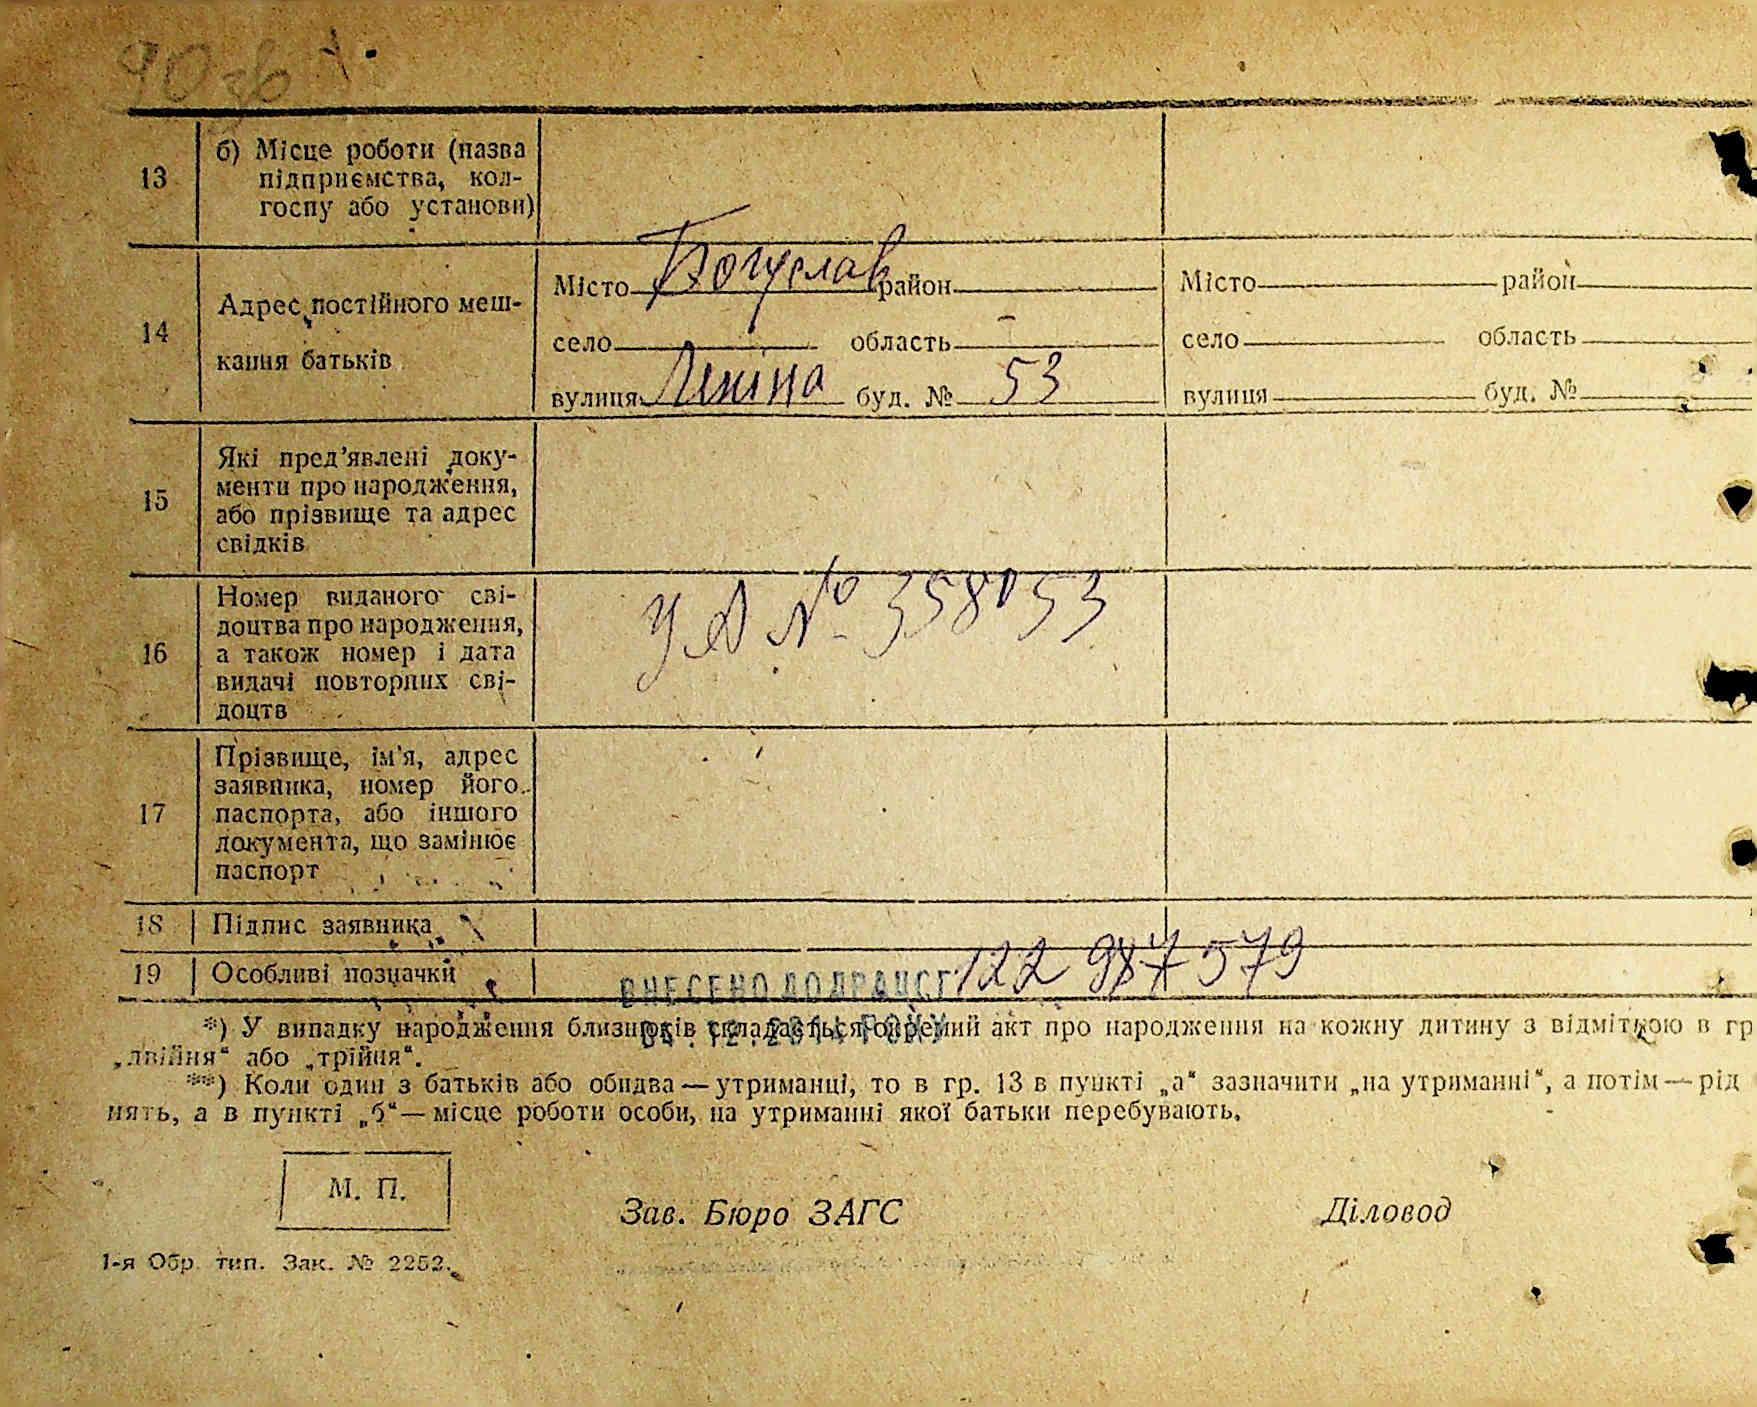 13
б) Місце роботи (назва
підприємства, кол-
госпу або установи)
14
Адрес постійного меш-
кання батьків
Місто Богуслав район
село область
вулиця Леніна буд. № 53
Місто район
село область
вулиця буд. №
15
Які пред’явлені доку-
менти про народження,
або прізвище та адрес
свідків
16
Номер виданого сві-
доцтва про народження,
а також номер і дата
видачі повторних сві-
доцтв
УА № 358053
17
Прізвище, ім’я, адрес
заявника, номер його
паспорта, або іншого
документа, що замінює
паспорт
18 Підпис заявника
19 Особливі позначки
ВНЕСЕНО ДО ДРАЦСГ 122 987 579
*) У випадку народження близнюків складається окремий акт про народження на кожну дитину з відміткою в гр
„двійня“ або „трійня“.
**) Коли один з батьків або обидва — утриманці, то в гр. 13 в пункті „а“ зазначити „на утриманні“, а потім — рід
нять, а в пункті „б“ — місце роботи особи, на утриманні якої батьки перебувають.
М. П.
Зав. Бюро ЗАГС
Діловод
1-я Обр. тип. Зак. № 2252.